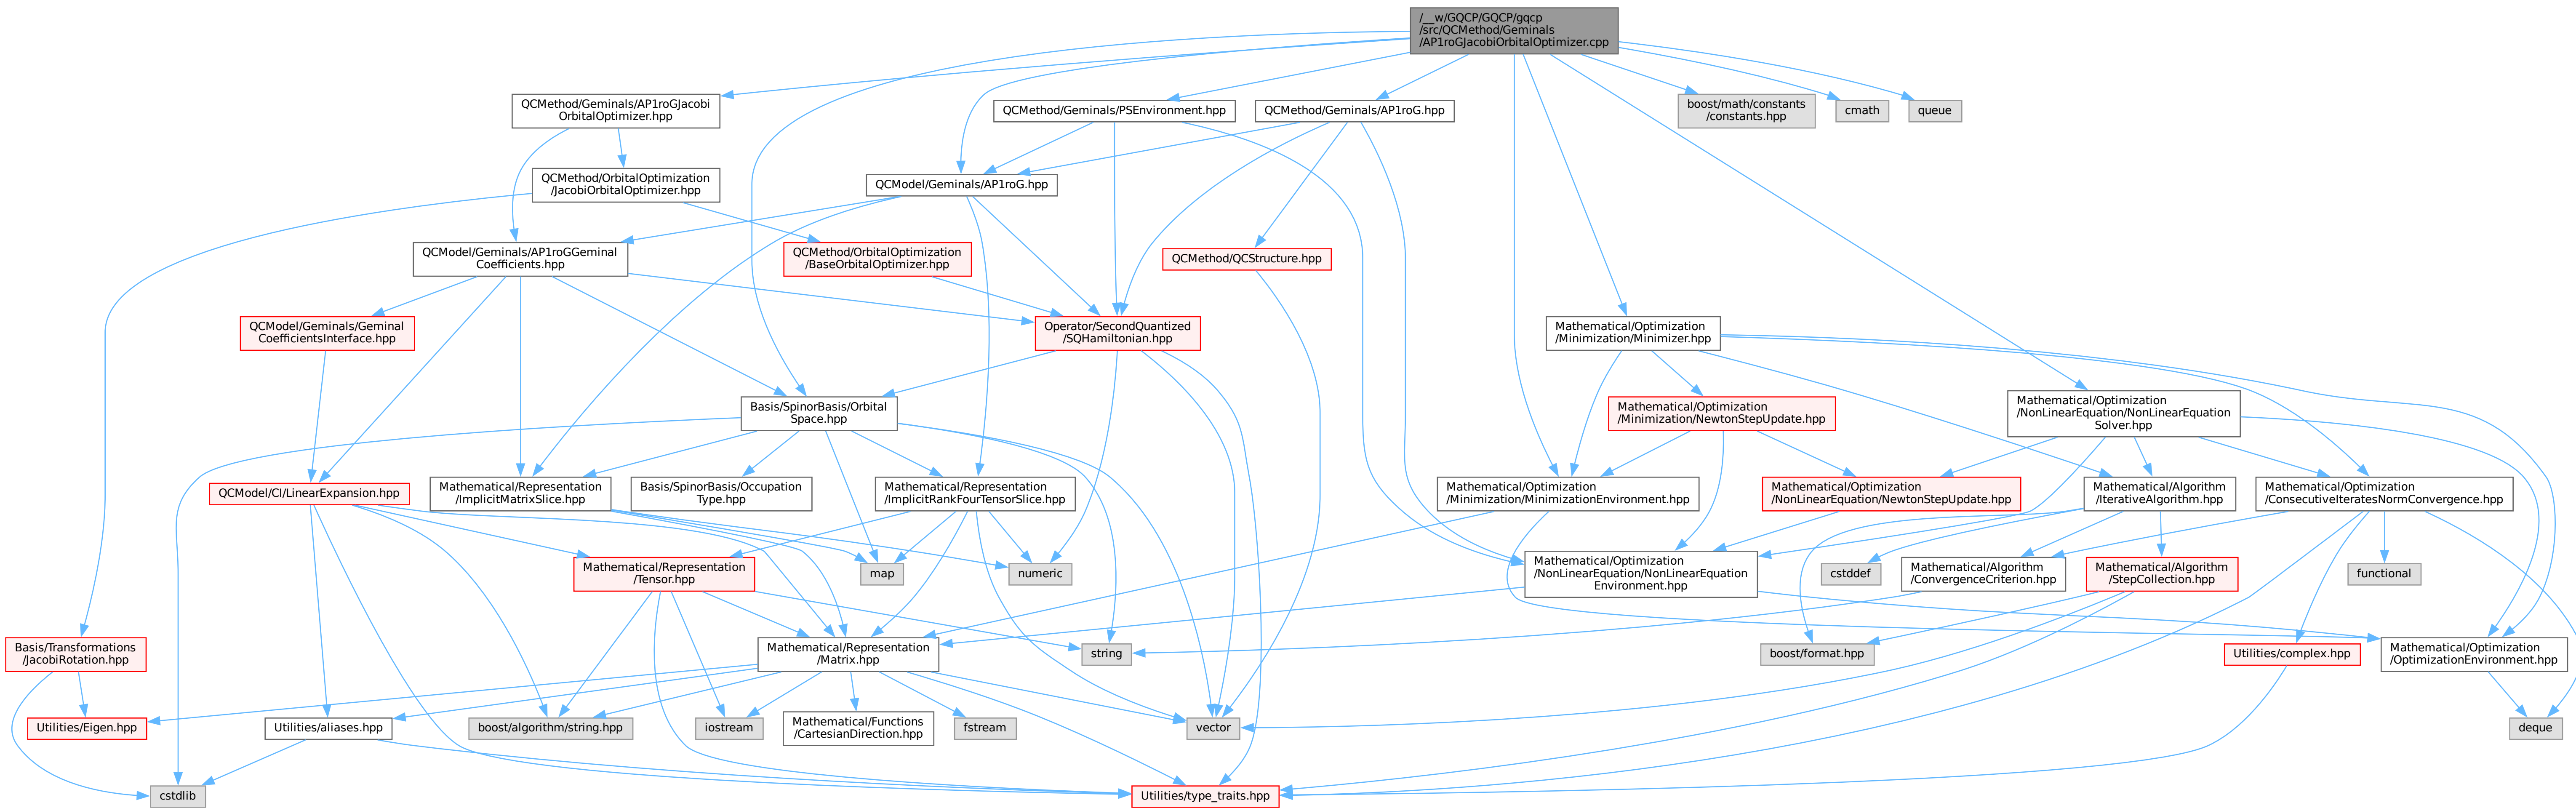 /__w/GQCP/GQCP/gqcp
/src/QCMethod/Geminals
/AP1roGJacobiOrbitalOptimizer.cpp
QCMethod/Geminals/AP1roGJacobi
OrbitalOptimizer.hpp
QCMethod/Geminals/PSEnvironment.hpp
QCMethod/Geminals/AP1roG.hpp
boost/math/constants
/constants.hpp
cmath
queue
QCMethod/OrbitalOptimization
/JacobiOrbitalOptimizer.hpp
QCModel/Geminals/AP1roG.hpp
QCModel/Geminals/AP1roGGeminal
Coefficients.hpp
QCMethod/OrbitalOptimization
/BaseOrbitalOptimizer.hpp
QCMethod/QCStructure.hpp
QCModel/Geminals/Geminal
CoefficientsInterface.hpp
Operator/SecondQuantized
/SQHamiltonian.hpp
Mathematical/Optimization
/Minimization/Minimizer.hpp
Basis/SpinorBasis/Orbital
Space.hpp
Mathematical/Optimization
/Minimization/NewtonStepUpdate.hpp
Mathematical/Optimization
/NonLinearEquation/NonLinearEquation
Solver.hpp
QCModel/CI/LinearExpansion.hpp
Mathematical/Representation
/ImplicitMatrixSlice.hpp
Basis/SpinorBasis/Occupation
Type.hpp
Mathematical/Representation
/ImplicitRankFourTensorSlice.hpp
Mathematical/Optimization
/Minimization/MinimizationEnvironment.hpp
Mathematical/Optimization
/NonLinearEquation/NewtonStepUpdate.hpp
Mathematical/Algorithm
/IterativeAlgorithm.hpp
Mathematical/Optimization
/ConsecutiveIteratesNormConvergence.hpp
Mathematical/Representation
/Tensor.hpp
map
numeric
Mathematical/Optimization
/NonLinearEquation/NonLinearEquation
Environment.hpp
cstddef
Mathematical/Algorithm
/ConvergenceCriterion.hpp
Mathematical/Algorithm
/StepCollection.hpp
functional
Basis/Transformations
/JacobiRotation.hpp
Mathematical/Representation
/Matrix.hpp
string
boost/format.hpp
Utilities/complex.hpp
Mathematical/Optimization
/OptimizationEnvironment.hpp
Utilities/Eigen.hpp
Utilities/aliases.hpp
boost/algorithm/string.hpp
iostream
Mathematical/Functions
/CartesianDirection.hpp
fstream
vector
deque
cstdlib
Utilities/type_traits.hpp